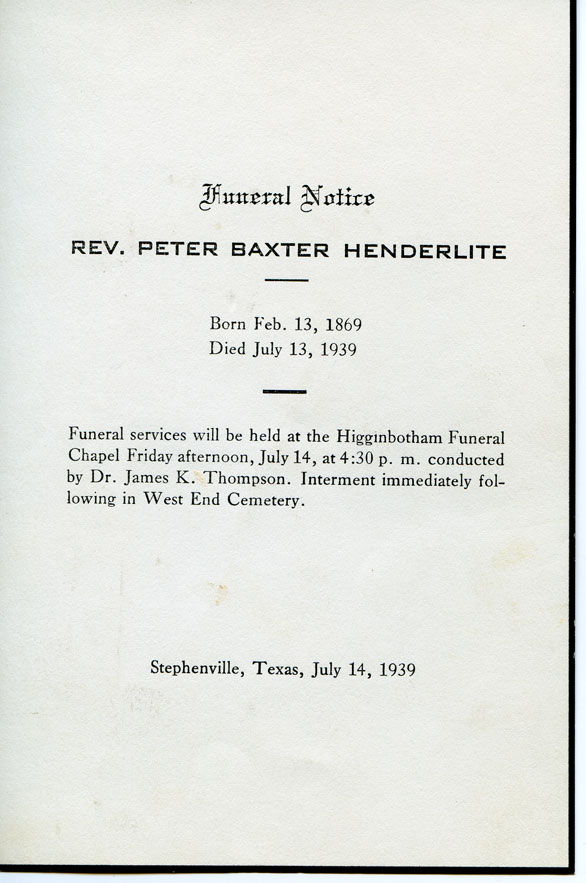 Funeral Notice
REV. PETER BAXTER HENDERLITE
Born Feb. 13, 1869
Died July 13, 1939
Funeral services will be held at the Higginbotham Funeral
Chapel Friday afternoon, July 14, at 4:30 p. m. conducted
by Dr. James K. Thompson. Interment immediately fol-
lowing in West End Cemetery.
Stephenville, Texas, July 14, 1939